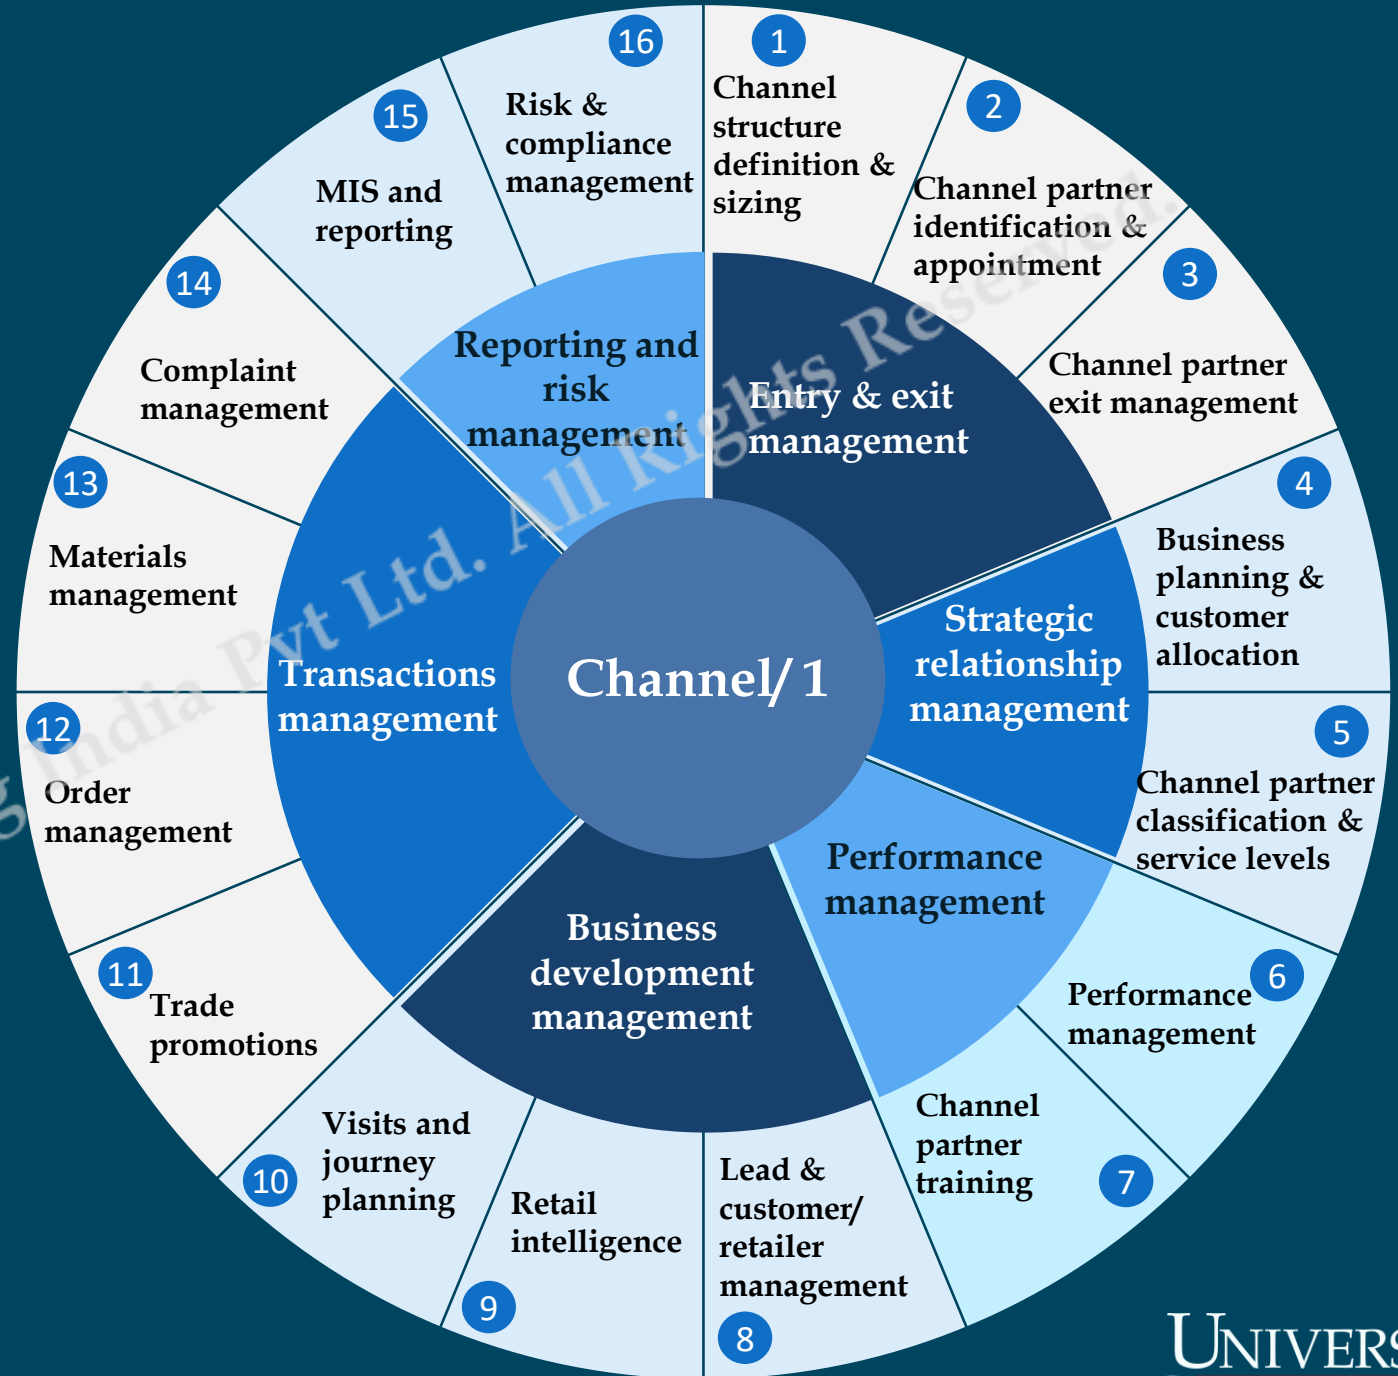 16
Risk &
compliance
management
1
Channel
structure
definition &
sizing
2
Channel partner
identification &
appointment
3
Channel partner
exit management
4
Business
planning &
customer
allocation
5
Channel partner
classification &
service levels
6
Performance
management
7
Channel
partner
training
8
Lead &
customer/
retailer
management
9
Retail
intelligence
10
Visits and
journey
planning
11
Trade
promotions
12
Order
management
13
Materials
management
14
Complaint
management
15
MIS and
reporting
Reporting and
risk
management
Entry & exit
management
Strategic
relationship
management
Performance
management
Business
development
management
Transactions
management
Channel/1
India Pvt Ltd. All Rights Reserved.